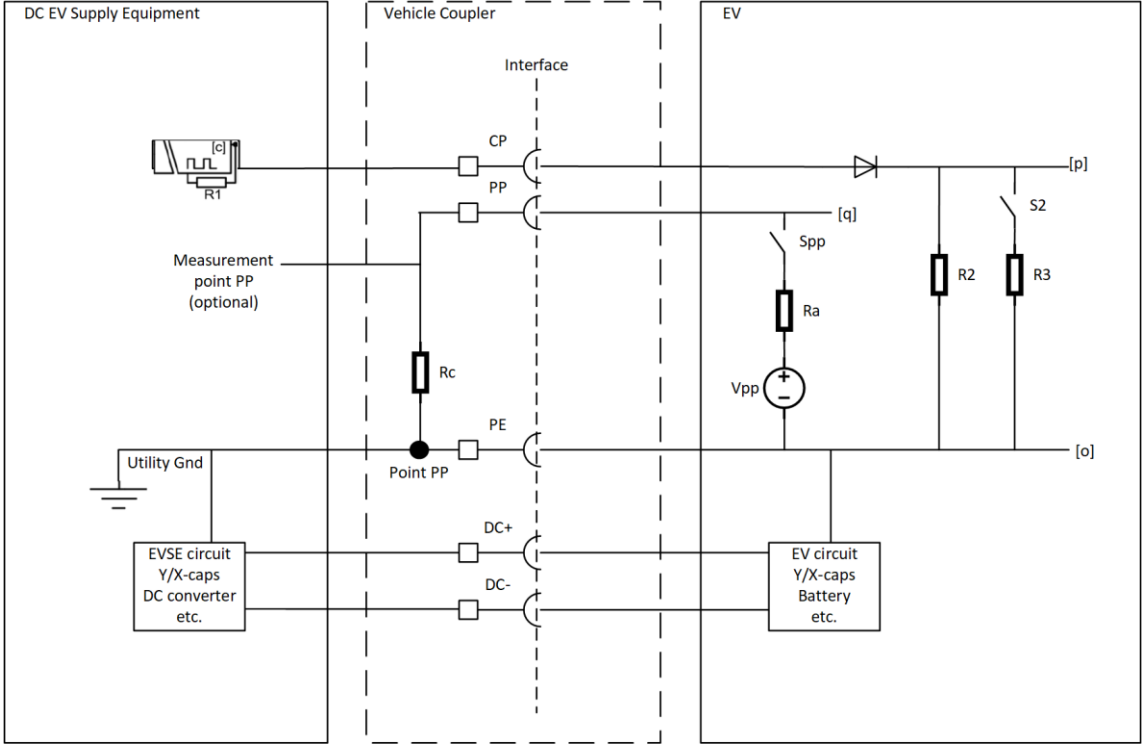 DC EV Supply Equipment
Vehicle Coupler
EV
Interface
[c]
R1
CP
[p]
PP
[q]
S2
Spp
Measurement
point PP
(optional)
R2
R3
Ra
Rc
Vpp
+
−
PE
[o]
Utility Gnd
Point PP
DC+
DC-
EVSE circuit
Y/X-caps
DC converter
etc.
EV circuit
Y/X-caps
Battery
etc.